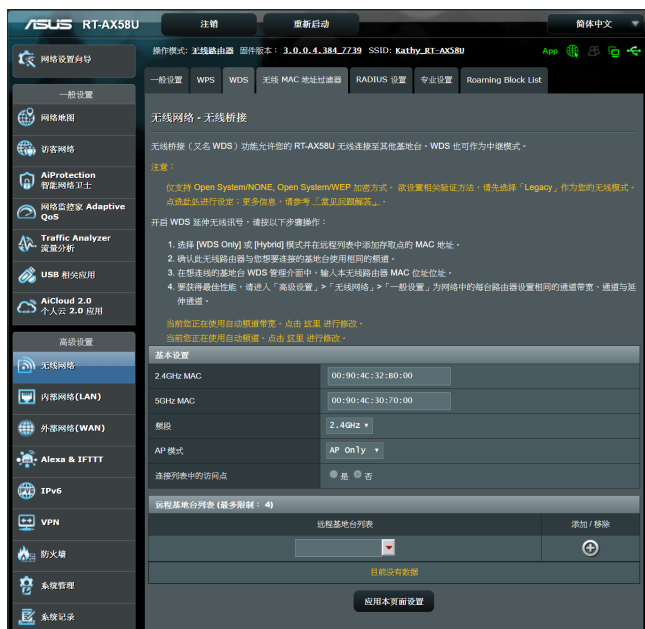 ASUS RT-AX58U 注销 重新启动 简体中文
操作模式: 无线路由器 固件版本: 3.0.0.4.384_7739 SSID: Kathy_RT-AX58U App
网络设置向导
一般设置 WPS WDS 无线 MAC 地址过滤器 RADIUS 设置 专业设置 Roaming Block List
一般设置
网络地图
访客网络
AiProtection
智能网络卫士
网络监控家 Adaptive
QoS
Traffic Analyzer
流量分析
USB 相关应用
AiCloud 2.0
个人云 2.0 应用
高级设置
无线网络
内部网络(LAN)
外部网络(WAN)
Alexa & IFTTT
IPv6
VPN
防火墙
系统管理
系统记录
无线网络 - 无线桥接
无线桥接(又名 WDS)功能允许您的 RT-AX58U 无线连接至其他基地台。WDS 也可作为中继模式。
注意:
仅支持 Open System/NONE, Open System/WEP 加密方式。欲设置相关验证方法,请先选择「Legacy」作为您的无线模式。
点选此处进行设定;更多信息,请参考「常见问题解答」。
开启 WDS 延伸无线讯号,请按以下步骤操作:
1. 选择 [WDS Only] 或 [Hybrid] 模式并在远程列表中添加存取点的 MAC 地址。
2. 确认此无线路由器与您想要连接的基地台使用相同的频道。
3. 在想连线的基地台 WDS 管理介面中,输入本无线路由器 MAC 位址位址。
4. 要获得最佳性能,请进入「高级设置」>「无线网络」>「一般设置」为网络中的每台路由器设置相同的通道带宽、通道与延
伸通道。
当前您正在使用自动频道带宽。点击 这里 进行修改。
当前您正在使用自动频道。点击 这里 进行修改。
基本设置
2.4GHz MAC 00:90:4C:32:B0:00
5GHz MAC 00:90:4C:30:70:00
频段 2.4GHz
AP 模式 AP Only
连接列表中的访问点 是 否
远程基地台列表 (最多限制: 4)
远程基地台列表 添加 / 移除
目前没有数据
应用本页面设置